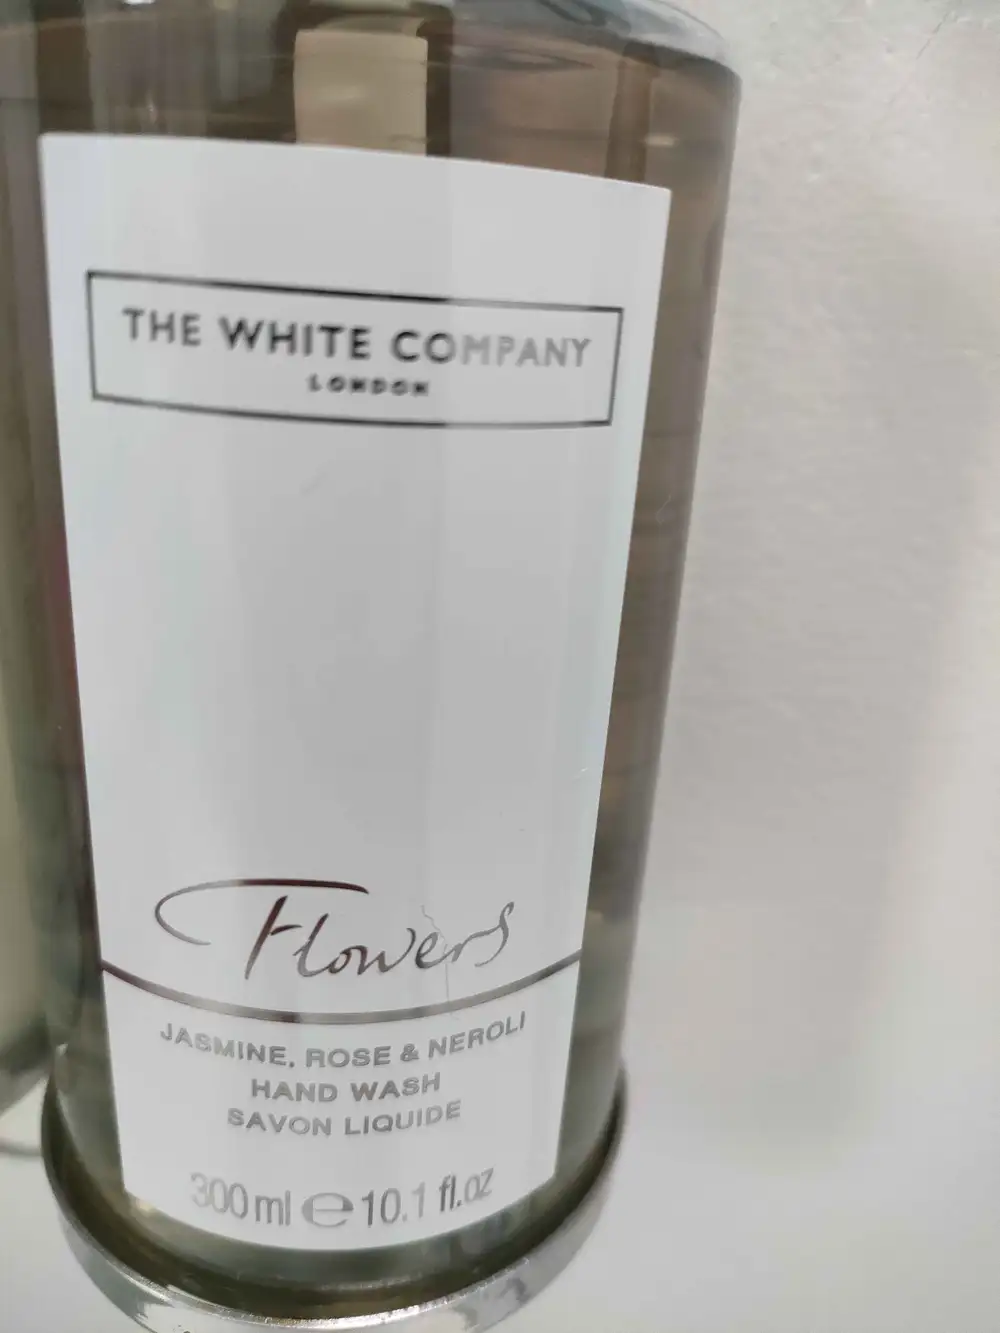 THE WHITE COMPANY
LONDON
Flowers
JASMINE, ROSE & NEROLI
HAND WASH
SAVON LIQUIDE
300ml ℮ 10.1 fl.oz